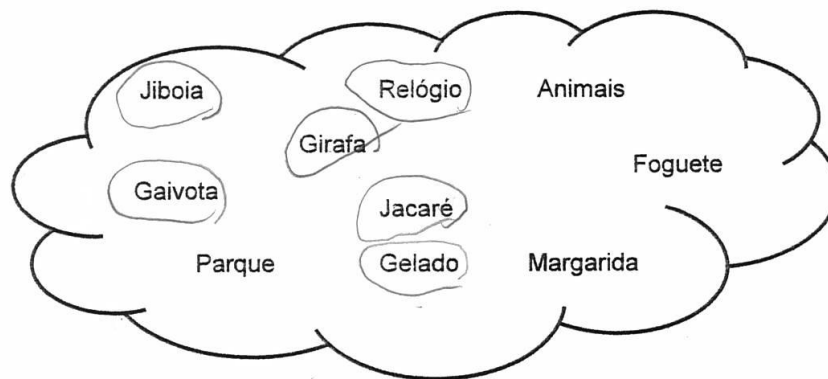 Jiboia Relógio Animais
Girafa
Foguete
Gaivota
Jacaré
Parque Gelado Margarida